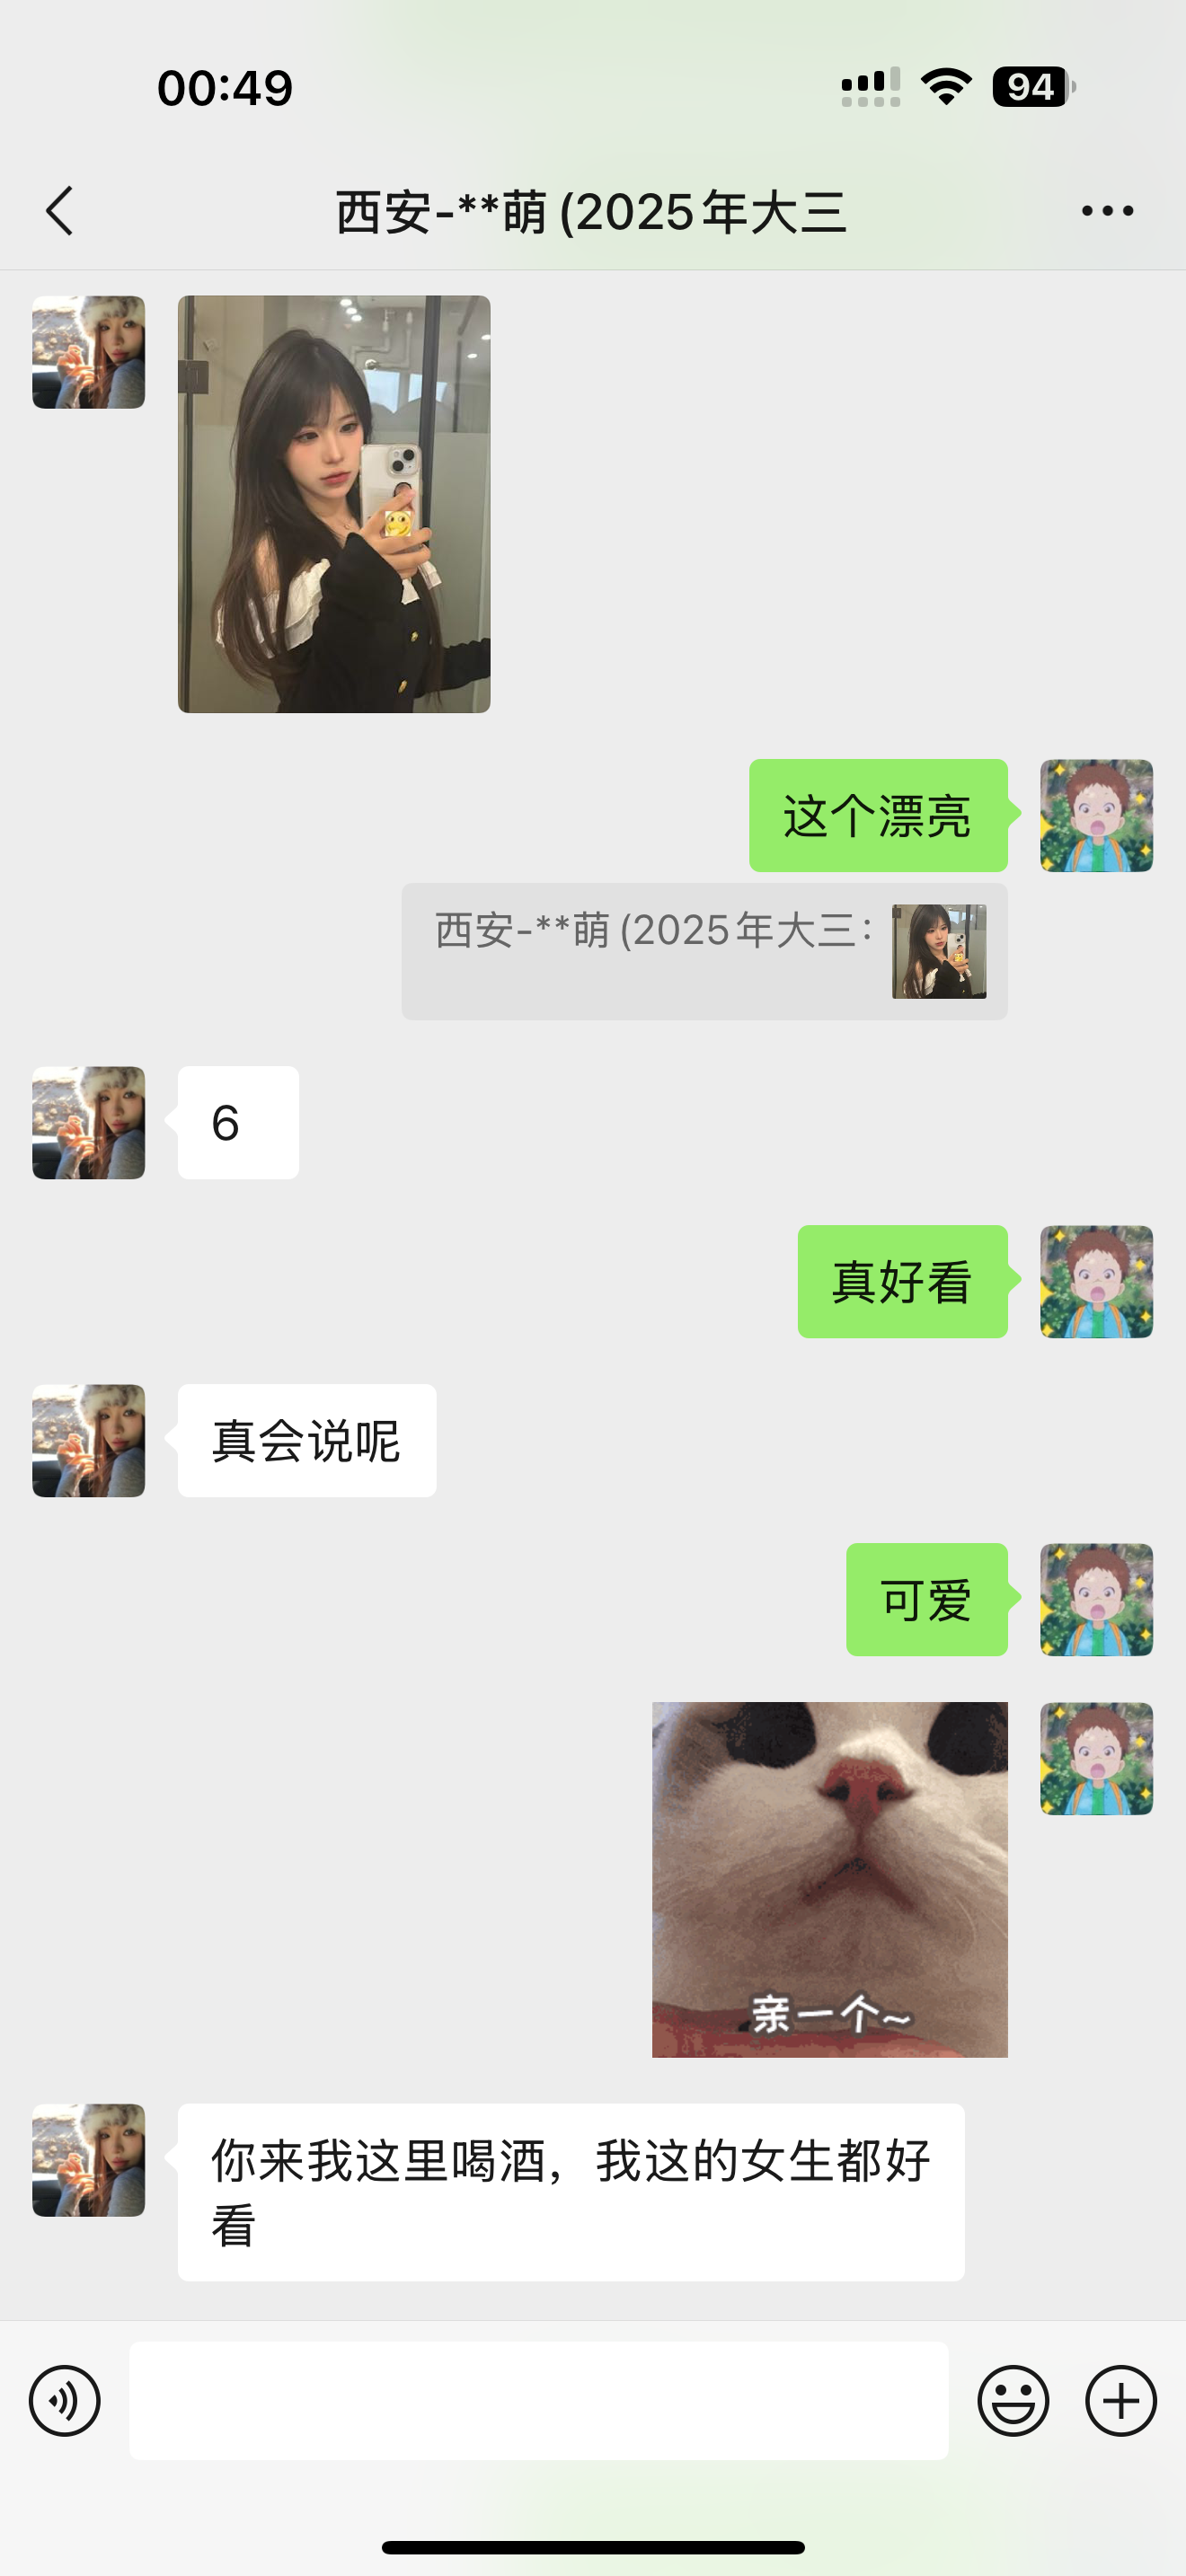 00:49
94
西安-**萌(2025年大三
这个漂亮
西安-**萌(2025年大三:
6
真好看
真会说呢
可爱
亲一个~
你来我这里喝酒，我这的女生都好
看